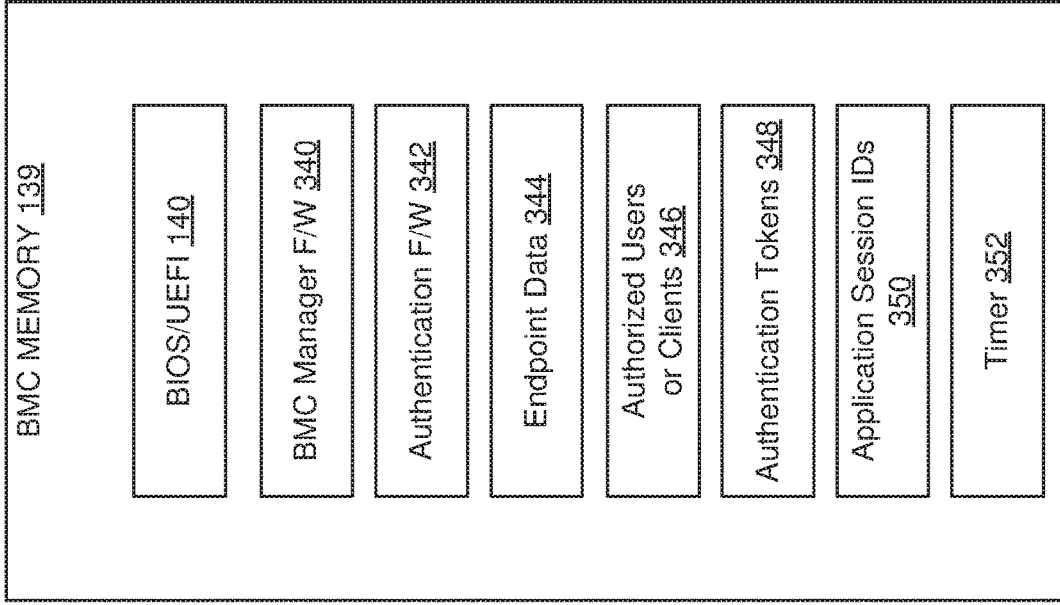 BMC MEMORY 139
BIOS/UEFI 140
BMC Manager F/W 340
Authentication F/W 342
Endpoint Data 344
Authorized Users
or Clients 346
Authentication Tokens 348
Application Session IDs
350
Timer 352